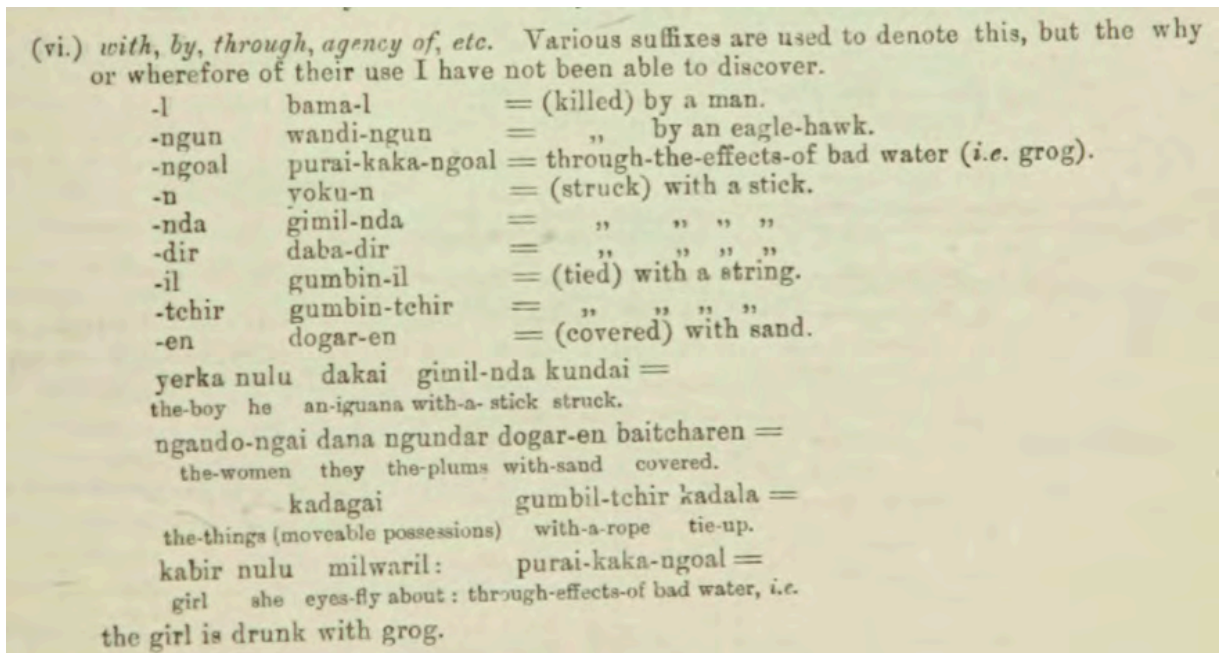 (vi.) with, by, through, agency of, etc. Various suffixes are used to denote this, but the why
or wherefore of their use I have not been able to discover.
-l bama-l = (killed) by a man.
-ngun wandi-ngun = „ by an eagle-hawk.
-ngoal purai-kaka-ngoal = through-the-effects-of bad water (i.e. grog).
-n yoku-n = (struck) with a stick.
-nda gimil-nda = „ „ „ „
-dir daba-dir = „ „ „ „
-il gumbin-il = (tied) with a string.
-tchir gumbin-tchir = „ „ „ „
-en dogar-en = (covered) with sand.
yerka nulu dakai gimil-nda kundai =
the-boy he an-iguana with-a- stick struck.
ngando-ngai dana ngundar dogar-en baitcharen =
the-women they the-plums with-sand covered.
kadagai gumbil-tchir kadala =
the-things (moveable possessions) with-a-rope tie-up.
kabir nulu milwaril: purai-kaka-ngoal =
girl she eyes-fly about : through-effects-of bad water, i.e.
the girl is drunk with grog.